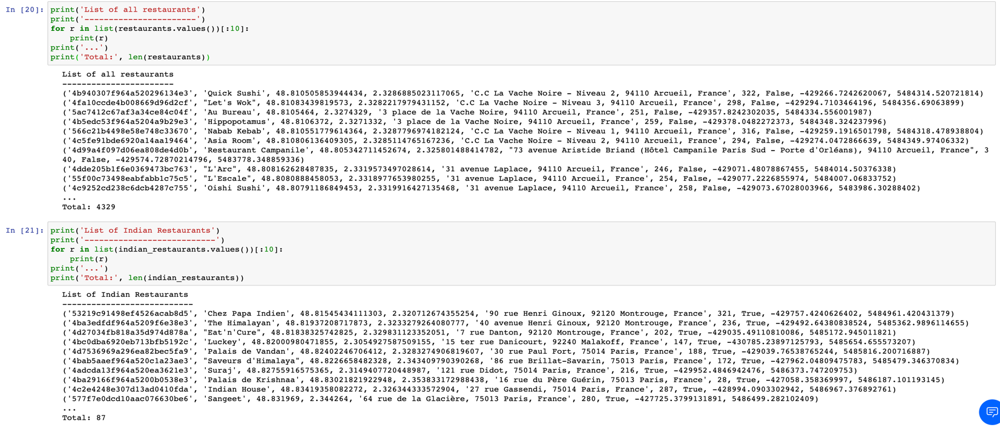 In [20]: print('List of all restaurants')
print('-----------------------')
for r in list(restaurants.values())[:10]:
    print(r)
print('...')
print('Total:', len(restaurants))
List of all restaurants
-----------------------
('4b940307f964a520296134e3', 'Quick Sushi', 48.810505853944434, 2.3286885023117065, 'C.C La Vache Noire - Niveau 2, 94110 Arcueil, France', 322, False, -429266.7242620067, 5484314.520721814)
('4fa10ccde4b008669d96d2cf', "Let's Wok", 48.81083439819573, 2.3282217979431152, 'C.C La Vache Noire - Niveau 3, 94110 Arcueil, France', 298, False, -429294.7103464196, 5484356.69063899)
('5ac7412c67af3a34ce84c04f', 'Au Bureau', 48.8105464, 2.3274329, '3 place de la Vache Noire, 94110 Arcueil, France', 251, False, -429357.8242302035, 5484334.556001987)
('4b5edc53f964a5204a9b29e3', 'Hippopotamus', 48.8106372, 2.3271332, '3 place de la Vache Noire, 94110 Arcueil, France', 259, False, -429378.0482272373, 5484348.324237996)
('566c21b4498e58e748c33670', 'Nabab Kebab', 48.810551779614364, 2.3287796974182124, 'C.C La Vache Noire - Niveau 1, 94110 Arcueil, France', 316, False, -429259.1916501798, 5484318.478938804)
('4c5fe91bde6920a14aa19464', 'Asia Room', 48.810806136409305, 2.3285114765167236, 'C.C La Vache Noire - Niveau 2, 94110 Arcueil, France', 294, False, -429274.0472866639, 5484349.97406332)
('4d99a4f097d06ea808de4d0b', 'Restaurant Campanile', 48.805342711452674, 2.325801488414782, "73 avenue Aristide Briand (Hôtel Campanile Paris Sud - Porte d'Orléans), 94110 Arcueil, France", 3
40, False, -429574.72870214796, 5483778.348859336)
('4dde205b1f6e0369473bc763', "L'Arc", 48.808162628487835, 2.3319573497028614, '31 avenue Laplace, 94110 Arcueil, France', 246, False, -429071.48078867455, 5484014.50376338)
('55f00c73498eabfabb1c75c5', "L'Escale", 48.8080888458053, 2.3318977653980255, '31 avenue Laplace, 94110 Arcueil, France', 254, False, -429077.2226855974, 5484007.06833752)
('4c9252cd238c6dcb4287c755', 'Oishi Sushi', 48.80791186849453, 2.3319916427135468, '31 avenue Laplace, 94110 Arcueil, France', 258, False, -429073.67028003966, 5483986.30288402)
...
Total: 4329
In [21]: print('List of Indian Restaurants')
print('---------------------------')
for r in list(indian_restaurants.values())[:10]:
    print(r)
print('...')
print('Total:', len(indian_restaurants))
List of Indian Restaurants
---------------------------
('53219c91498ef4526acab8d5', 'Chez Papa Indien', 48.81545434111303, 2.320712674355254, '90 rue Henri Ginoux, 92120 Montrouge, France', 321, True, -429757.4240626402, 5484961.420431379)
('4ba3edfdf964a5209f6e38e3', 'The Himalayan', 48.81937208717873, 2.3233279264080777, '40 avenue Henri Ginoux, 92120 Montrouge, France', 236, True, -429492.64380838524, 5485362.9896114655)
('4d27034fb818a35d974d878a', "Eat'n'Cure", 48.81838325742825, 2.329831123352051, '7 rue Danton, 92120 Montrouge, France', 202, True, -429035.49110810086, 5485172.945011821)
('4bc0dba6920eb713bfb5192c', 'Luckey', 48.82000980471855, 2.3054927587509155, '15 ter rue Danicourt, 92240 Malakoff, France', 147, True, -430785.23897125793, 5485654.655573207)
('4d7536969a296ea82bec5fa9', 'Palais de Vandan', 48.82402246706412, 2.3283274906819607, '30 rue Paul Fort, 75014 Paris, France', 188, True, -429039.76538765244, 5485816.200716887)
('4bab5aaef964a520c1a23ae3', "Saveurs d'Himalaya", 48.8226658482328, 2.343409790390268, '86 rue Brillat-Savarin, 75013 Paris, France', 172, True, -427962.04809475783, 5485479.346370834)
('4adcda13f964a520ea3621e3', 'Suraj', 48.82755916575365, 2.3149407720448987, '121 rue Didot, 75014 Paris, France', 216, True, -429952.4846942476, 5486373.747209753)
('4ba29166f964a5200b0538e3', 'Palais de Krishnaa', 48.83021821922948, 2.353833172988438, '16 rue du Père Guérin, 75013 Paris, France', 28, True, -427058.358369997, 5486187.101193145)
('4c2e4248e307d13ad0410fda', 'Indian House', 48.83419358082272, 2.326344333572904, '27 rue Gassendi, 75014 Paris, France', 287, True, -428994.0903302942, 5486967.376892761)
('577f7e0dcd10aac076630be6', 'Sangeet', 48.831969, 2.344264, '64 rue de la Glacière, 75013 Paris, France', 280, True, -427725.3799131891, 5486499.282102409)
...
Total: 87